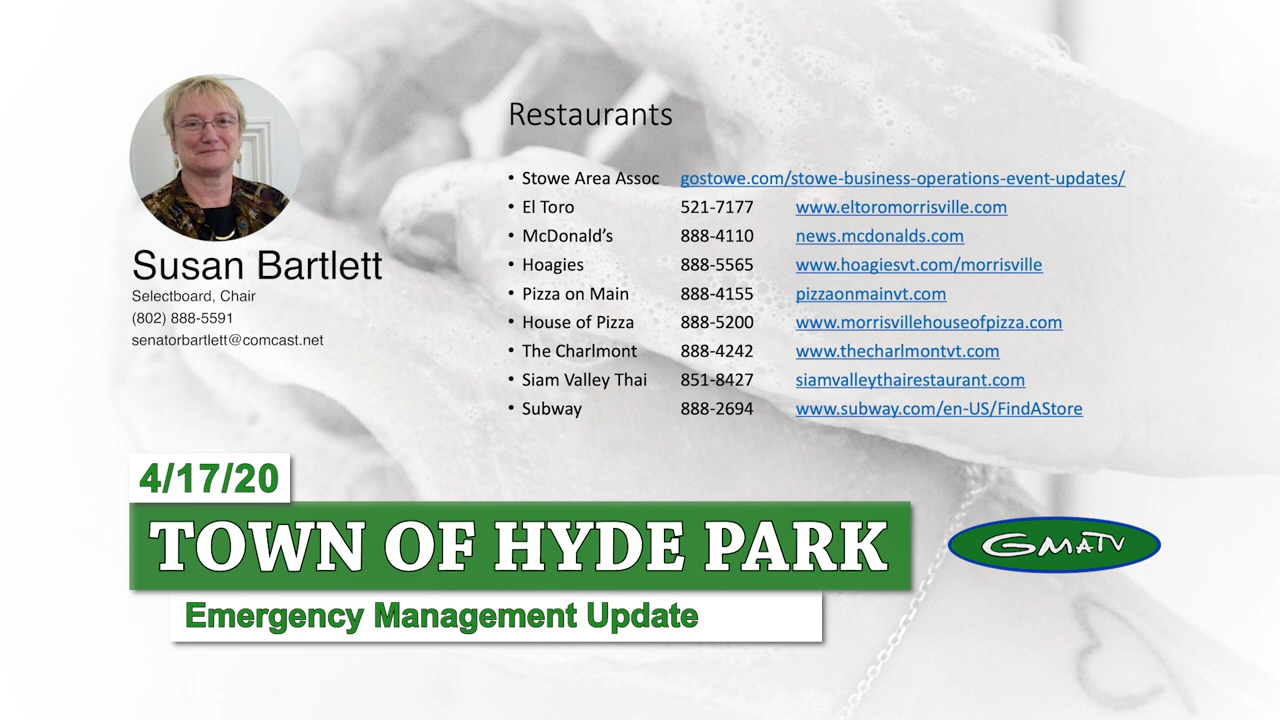 Susan Bartlett
Selectboard, Chair
(802) 888-5591
senatorbartlett@comcast.net
Restaurants
• Stowe Area Assoc gostowe.com/stowe-business-operations-event-updates/
• El Toro 521-7177 www.eltoromorrisville.com
• McDonald's 888-4110 news.mcdonalds.com
• Hoagies 888-5565 www.hoagiesvt.com/morrisville
• Pizza on Main 888-4155 pizzaonmainvt.com
• House of Pizza 888-5200 www.morrisvillehouseofpizza.com
• The Charlmont 888-4242 www.thecharlmontvt.com
• Siam Valley Thai 851-8427 siamvalleythairestaurant.com
• Subway 888-2694 www.subway.com/en-US/FindAStore
4/17/20
TOWN OF HYDE PARK
GMATV
Emergency Management Update